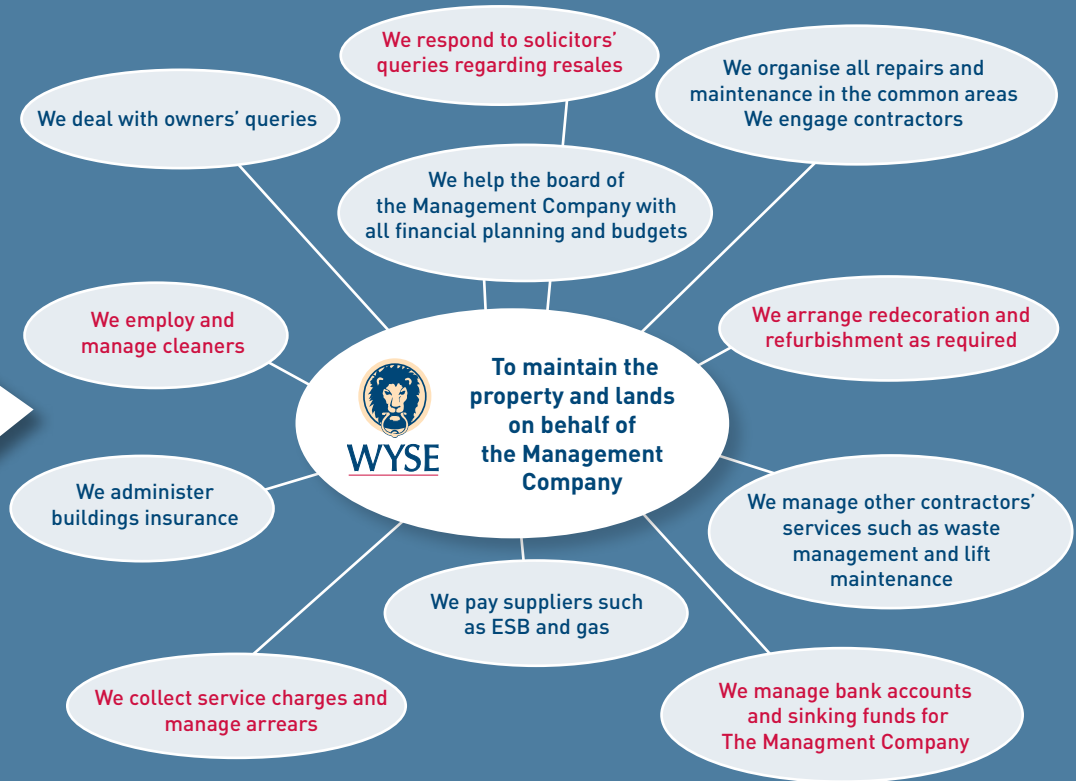 We respond to solicitors'
queries regarding resales
We organise all repairs and
maintenance in the common areas
We engage contractors
We deal with owners' queries
We help the board of
the Management Company with
all financial planning and budgets
We employ and
manage cleaners
We arrange redecoration and
refurbishment as required
WYSE
To maintain the
property and lands
on behalf of
the Management
Company
We administer
buildings insurance
We manage other contractors'
services such as waste
management and lift
maintenance
We pay suppliers such
as ESB and gas
We collect service charges and
manage arrears
We manage bank accounts
and sinking funds for
The Managment Company